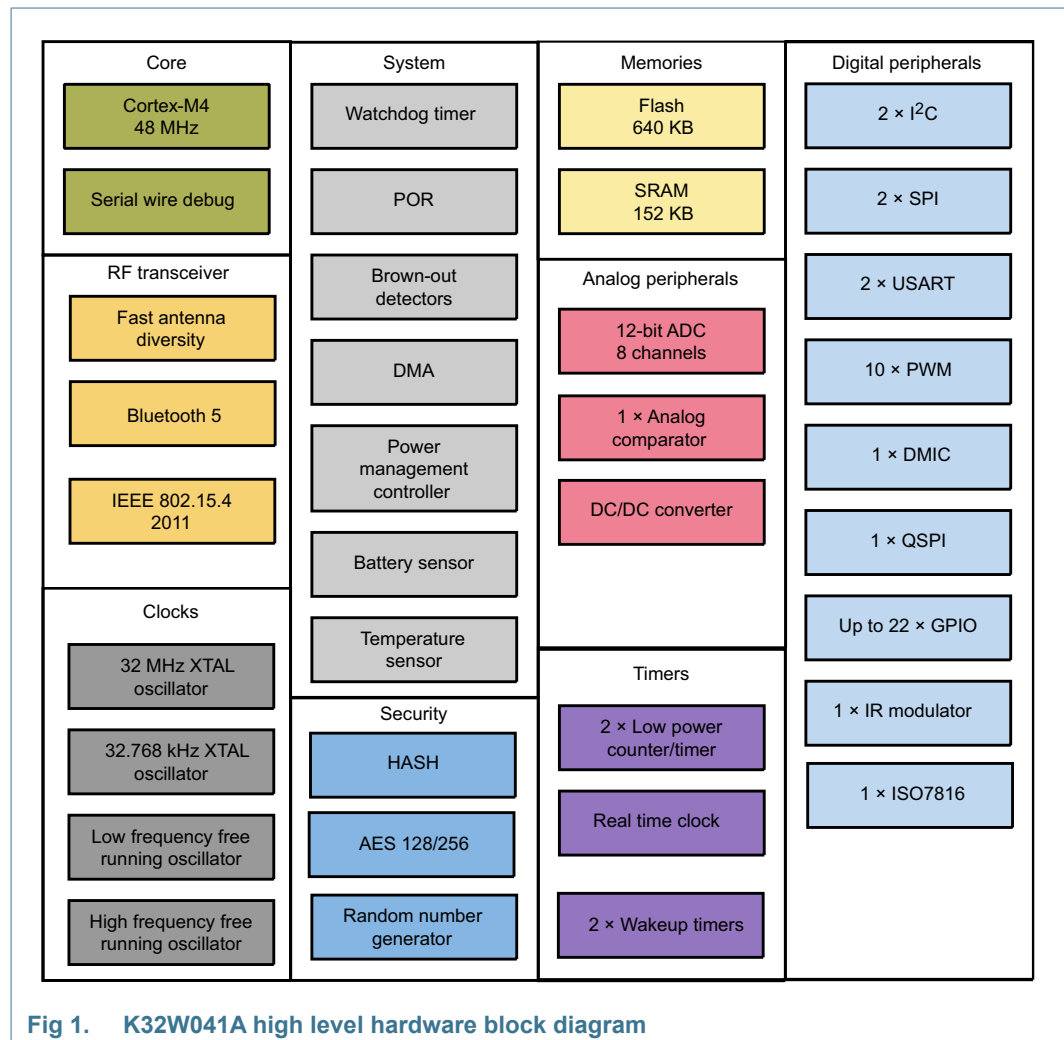 Core
Cortex-M4
48 MHz
Serial wire debug
RF transceiver
Fast antenna
diversity
Bluetooth 5
IEEE 802.15.4
2011
Clocks
32 MHz XTAL
oscillator
32.768 kHz XTAL
oscillator
Low frequency free
running oscillator
High frequency free
running oscillator
System
Watchdog timer
POR
Brown-out
detectors
DMA
Power
management
controller
Battery sensor
Temperature
sensor
Security
HASH
AES 128/256
Random number
generator
Memories
Flash
640 KB
SRAM
152 KB
Analog peripherals
12-bit ADC
8 channels
1 × Analog
comparator
DC/DC converter
Timers
2 × Low power
counter/timer
Real time clock
2 × Wakeup timers
Digital peripherals
2 × I²C
2 × SPI
2 × USART
10 × PWM
1 × DMIC
1 × QSPI
Up to 22 × GPIO
1 × IR modulator
1 × ISO7816
Fig 1. K32W041A high level hardware block diagram